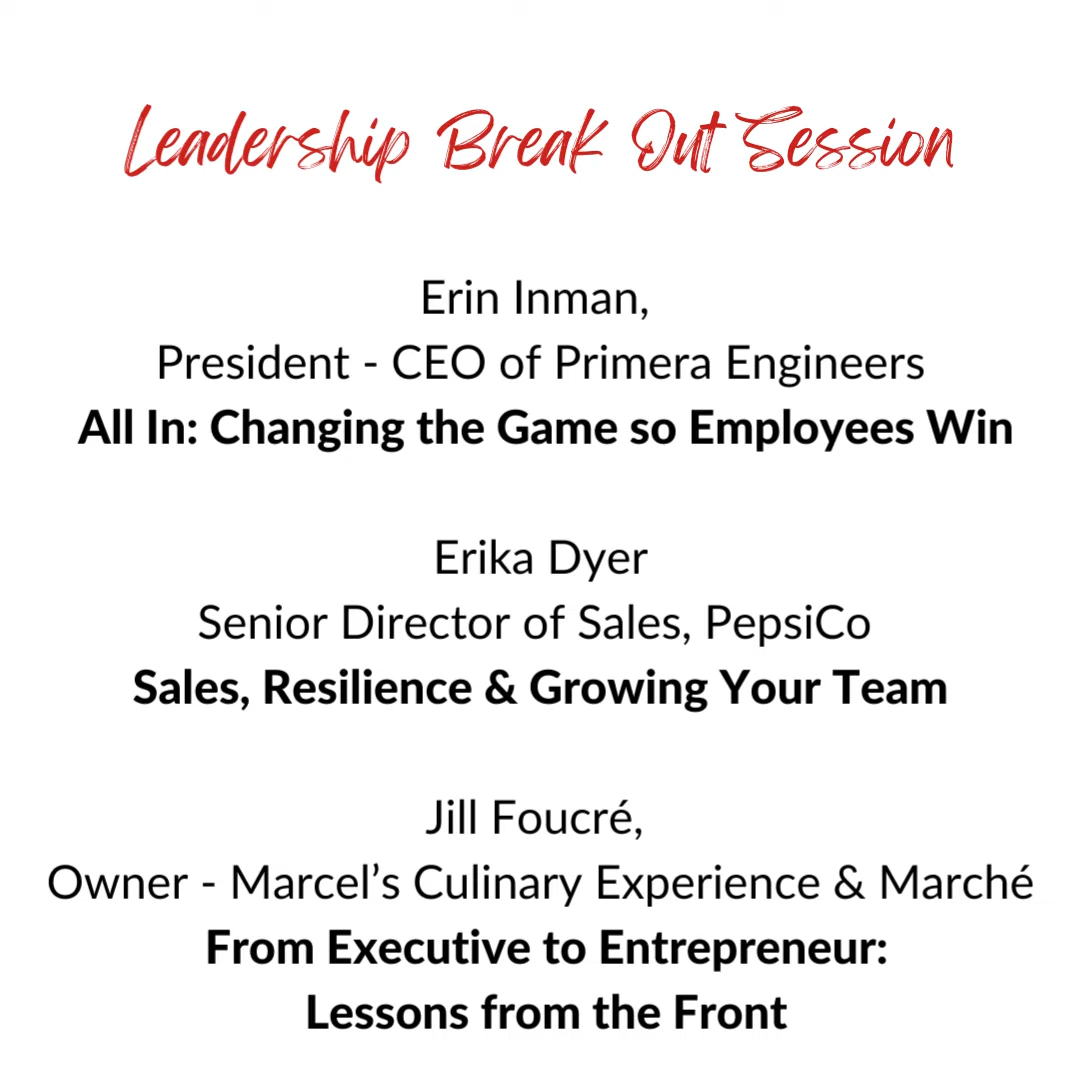 Leadership Break Out Session
Erin Inman,
President - CEO of Primera Engineers
All In: Changing the Game so Employees Win
Erika Dyer
Senior Director of Sales, PepsiCo
Sales, Resilience & Growing Your Team
Jill Foucré,
Owner - Marcel’s Culinary Experience & Marché
From Executive to Entrepreneur:
Lessons from the Front